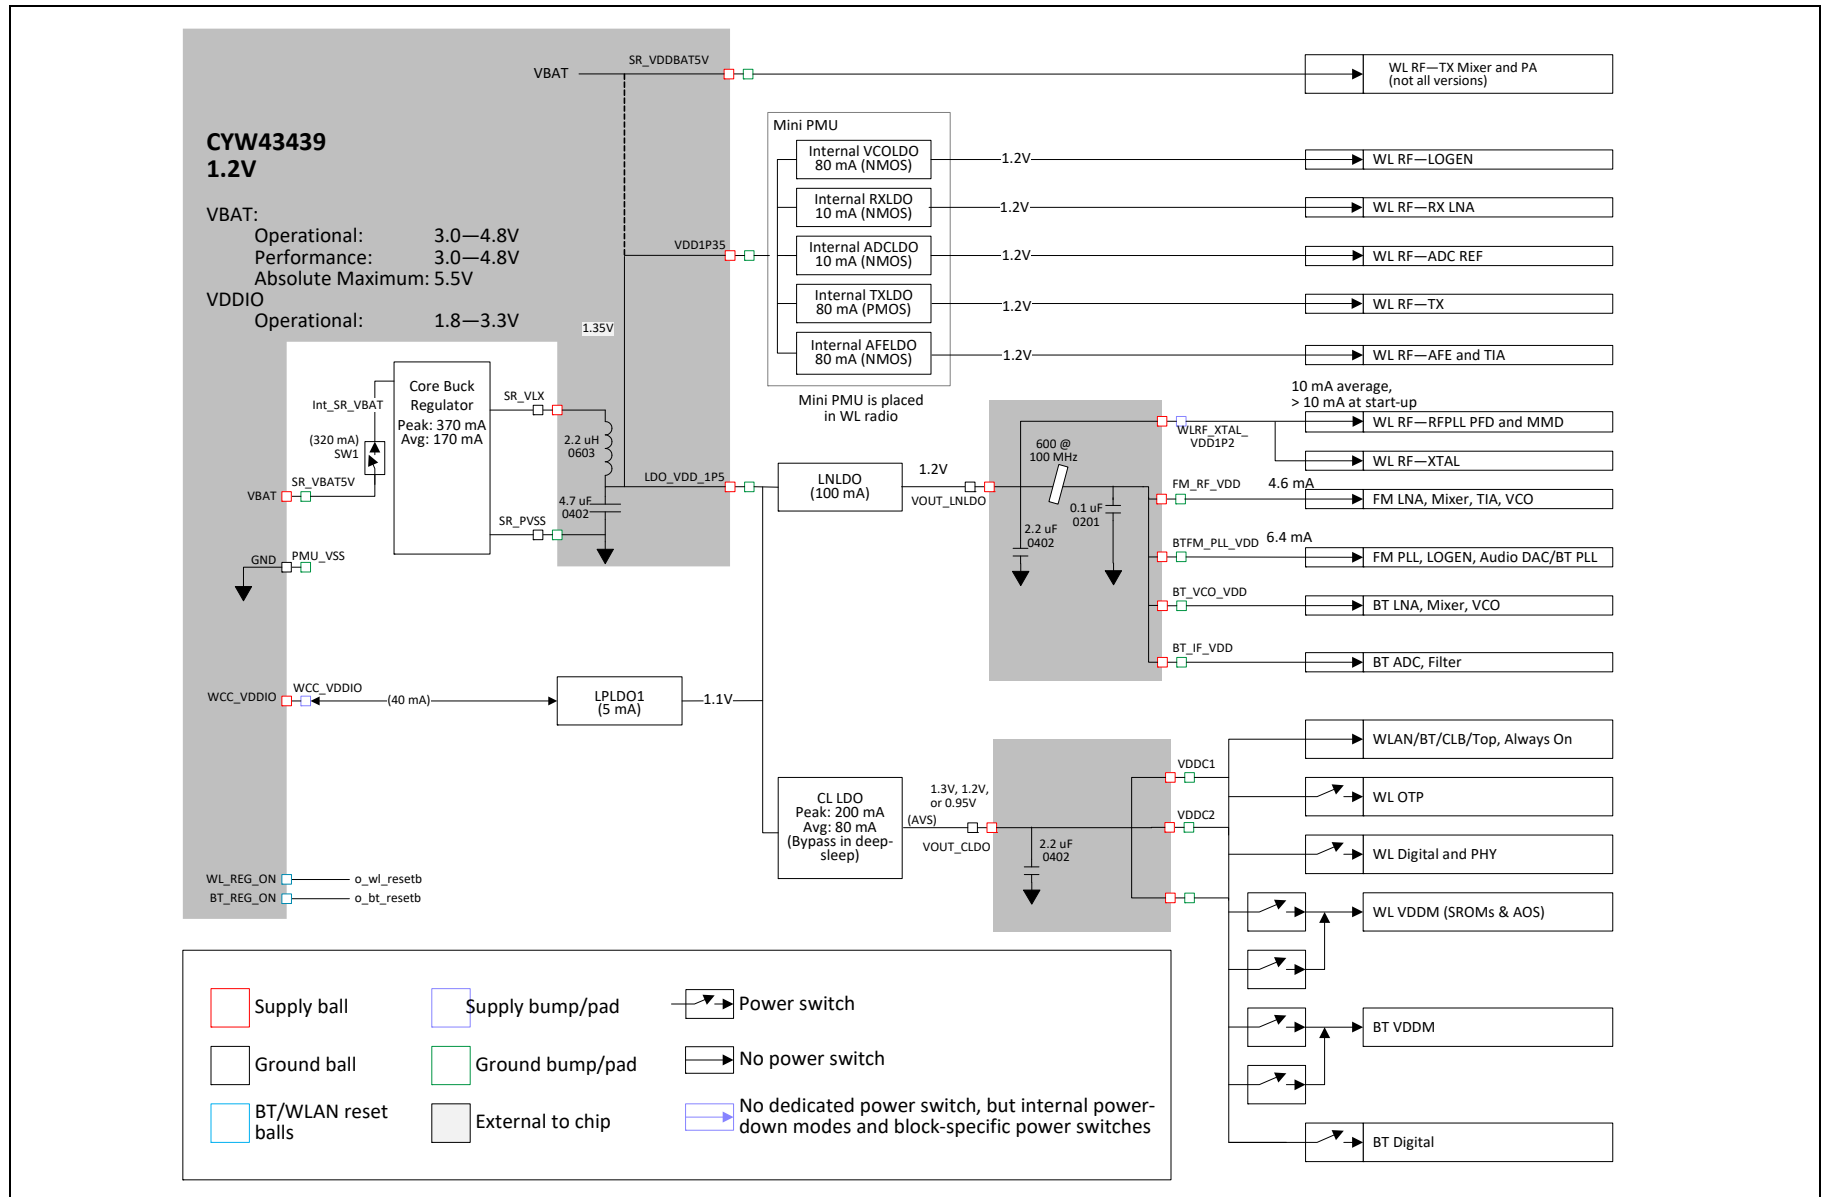 VBAT
SR_VDDBAT5V
WL RF—TX Mixer and PA
(not all versions)
CYW43439
1.2V
VBAT:
Operational: 3.0—4.8V
Performance: 3.0—4.8V
Absolute Maximum: 5.5V
VDDIO
Operational: 1.8—3.3V
Mini PMU
Internal VCOLDO
80 mA (NMOS)
1.2V
WL RF—LOGEN
Internal RXLDO
10 mA (NMOS)
1.2V
WL RF—RX LNA
VDD1P35
Internal ADCLDO
10 mA (NMOS)
1.2V
WL RF—ADC REF
Internal TXLDO
80 mA (PMOS)
1.2V
WL RF—TX
1.35V
Internal AFELDO
80 mA (NMOS)
1.2V
WL RF—AFE and TIA
Mini PMU is placed
in WL radio
Int_SR_VBAT
(320 mA)
SW1
Core Buck
Regulator
Peak: 370 mA
Avg: 170 mA
SR_VLX
2.2 uH
0603
VBAT
SR_VBAT5V
SR_PVSS
4.7 uF
0402
LDO_VDD_1P5
GND
PMU_VSS
LNLDO
(100 mA)
1.2V
VOUT_LNLDO
600 @
100 MHz
2.2 uF
0402
0.1 uF
0201
WLRF_XTAL_
VDD1P2
10 mA average,
> 10 mA at start-up
WL RF—RFPLL PFD and MMD
WL RF—XTAL
FM_RF_VDD
4.6 mA
FM LNA, Mixer, TIA, VCO
BTFM_PLL_VDD
6.4 mA
FM PLL, LOGEN, Audio DAC/BT PLL
BT_VCO_VDD
BT LNA, Mixer, VCO
BT_IF_VDD
BT ADC, Filter
WCC_VDDIO
WCC_VDDIO
(40 mA)
LPLDO1
(5 mA)
1.1V
CL LDO
Peak: 200 mA
Avg: 80 mA
(Bypass in deep-
sleep)
1.3V, 1.2V,
or 0.95V
(AVS)
VOUT_CLDO
2.2 uF
0402
VDDC1
VDDC2
WLAN/BT/CLB/Top, Always On
WL OTP
WL Digital and PHY
WL VDDM (SROMs & AOS)
BT VDDM
BT Digital
WL_REG_ON
o_wl_resetb
BT_REG_ON
o_bt_resetb
Supply ball
Supply bump/pad
Power switch
Ground ball
Ground bump/pad
No power switch
BT/WLAN reset
balls
External to chip
No dedicated power switch, but internal power-
down modes and block-specific power switches